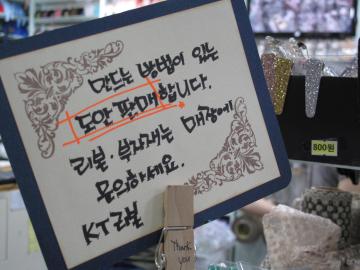 만드는 방법이 있는
도안 판매합니다.
리본. 부자재는 매장에
문의하세요.
KT리본
Thank you
800원